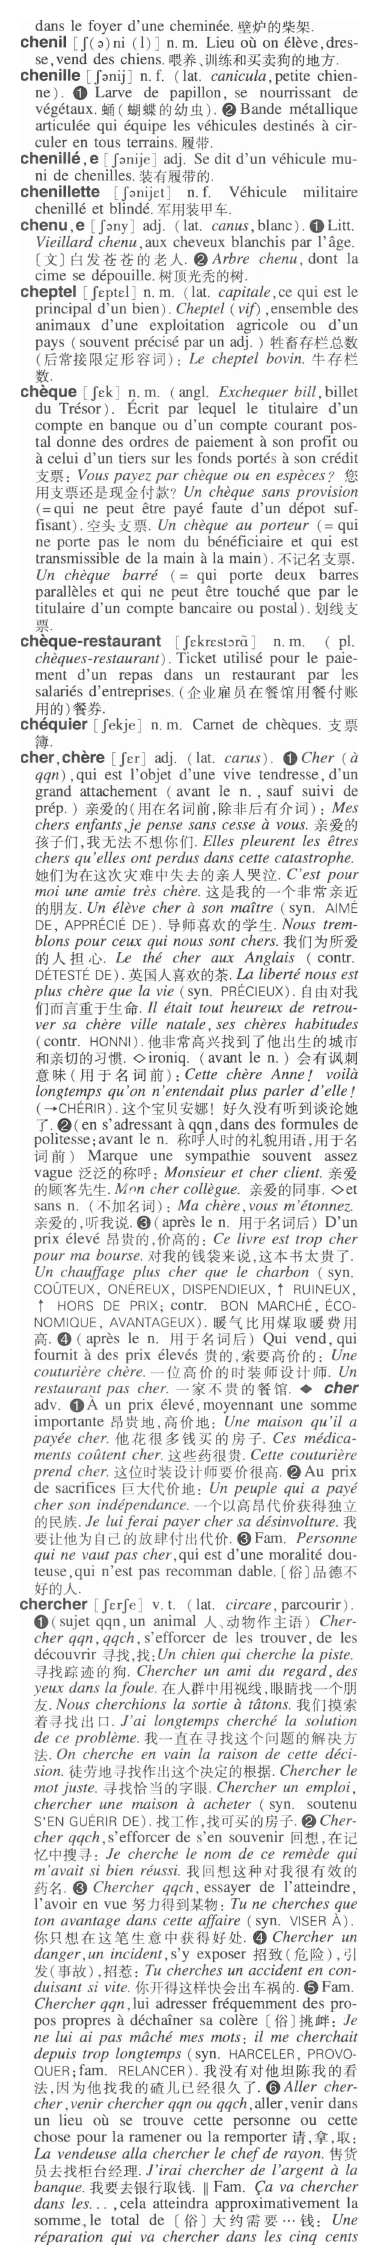 dans le foyer d'une cheminée. 壁炉的柴架.
chenil [ʃ(ə)ni (l)] n. m. Lieu où on élève,dres-
se,vend des chiens. 喂养、训练和买卖狗的地方.
chenille [ʃənij] n. f. (lat. canicula,petite chien-
ne). ❶ Larve de papillon, se nourrissant de
végétaux. 蛹(蝴蝶的幼虫). ❷ Bande métallique
articulée qui équipe les véhicules destinés à cir-
culer en tous terrains. 履带.
chenillé,e [ʃənije] adj. Se dit d'un véhicule mu-
ni de chenilles. 装有履带的.
chenillette [ʃənijɛt] n. f. Véhicule militaire
chenillé et blindé. 军用装甲车.
chenu,e [ʃəny] adj. (lat. canus,blanc). ❶ Litt.
Vieillard chenu,aux cheveux blanchis par l'âge.
〔文〕白发苍苍的老人. ❷ Arbre chenu, dont la
cime se dépouille. 树顶光秃的树.
cheptel [ʃɛptɛl] n. m. (lat. capitale,ce qui est le
principal d'un bien). Cheptel (vif),ensemble des
animaux d'une exploitation agricole ou d'un
pays (souvent précisé par un adj. ) 牲畜存栏总数
(后常接限定形容词): Le cheptel bovin. 牛存栏
数.
chèque [ʃɛk] n. m. (angl. Exchequer bill,billet
du Trésor). Écrit par lequel le titulaire d'un
compte en banque ou d'un compte courant pos-
tal donne des ordres de paiement à son profit ou
à celui d'un tiers sur les fonds portés à son crédit
支票: Vous payez par chèque ou en espèces? 您
用支票还是现金付款? Un chèque sans provision
(=qui ne peut être payé faute d'un dépot suf-
fisant). 空头支票. Un chèque au porteur (= qui
ne porte pas le nom du bénéficiaire et qui est
transmissible de la main à la main). 不记名支票.
Un chèque barré (= qui porte deux barres
parallèles et qui ne peut être touché que par le
titulaire d'un compte bancaire ou postal). 划线支
票.
chèque-restaurant [ʃɛkrɛstɔrɑ̃] n. m. ( pl.
chèques-restaurant). Ticket utilisé pour le paie-
ment d'un repas dans un restaurant par les
salariés d'entreprises. (企业雇员在餐馆用餐付账
用的)餐券.
chéquier [ʃekje] n. m. Carnet de chèques. 支票
簿.
cher,chère [ʃɛr] adj. (lat. carus). ❶ Cher (à
qqn),qui est l'objet d'une vive tendresse,d'un
grand attachement (avant le n. , sauf suivi de
prép. ) 亲爱的(用在名词前,除非后有介词): Mes
chers enfants,je pense sans cesse à vous. 亲爱的
孩子们,我无法不想你们. Elles pleurent les êtres
chers qu'elles ont perdus dans cette catastrophe.
她们为在这次灾难中失去的亲人哭泣. C'est pour
moi une amie très chère. 这是我的一个非常亲近
的朋友. Un élève cher à son maître (syn. AIMÉ
DE, APPRÉCIÉ DE). 导师喜欢的学生. Nous trem-
blons pour ceux qui nous sont chers. 我们为所爱
的人担心. Le thé cher aux Anglais (contr.
DÉTESTÉ DE). 英国人喜欢的茶. La liberté nous est
plus chère que la vie (syn. PRÉCIEUX). 自由对我
们而言重于生命. Il était tout heureux de retrou-
ver sa chère ville natale, ses chères habitudes
(contr. HONNI). 他非常高兴找到了他出生的城市
和亲切的习惯. ◇ironiq. (avant le n. ) 会有讽刺
意味(用于名词前): Cette chère Anne! voilà
longtemps qu'on n'entendait plus parler d'elle!
(→CHÉRIR). 这个宝贝安娜! 好久没有听到谈论她
了. ❷(en s'adressant à qqn,dans des formules de
politesse;avant le n. 称呼人时的礼貌用语,用于名
词前) Marque une sympathie souvent assez
vague 泛泛的称呼: Monsieur et cher client. 亲爱
的顾客先生. Mon cher collègue. 亲爱的同事. ◇et
sans n. (不加名词): Ma chère,vous m'étonnez.
亲爱的,听我说. ❸(après le n. 用于名词后) D'un
prix élevé 昂贵的,价高的: Ce livre est trop cher
pour ma bourse. 对我的钱袋来说,这本书太贵了.
Un chauffage plus cher que le charbon (syn.
COÛTEUX, ONÉREUX, DISPENDIEUX, ↑ RUINEUX,
↑ HORS DE PRIX; contr. BON MARCHÉ, ÉCO-
NOMIQUE, AVANTAGEUX). 暖气比用煤取暖费用
高. ❹ (après le n. 用于名词后) Qui vend,qui
fournit à des prix élevés 贵的,索要高价的: Une
couturière chère. 一位高价的时装师设计师. Un
restaurant pas cher. 一家不贵的餐馆. ◆ cher
adv. ❶À un prix élevé,moyennant une somme
importante 昂贵地,高价地: Une maison qu'il a
payée cher. 他花很多钱买的房子. Ces médica-
ments coûtent cher. 这些药很贵. Cette couturière
prend cher. 这位时装设计师要价很高. ❷Au prix
de sacrifices 巨大代价地: Un peuple qui a payé
cher son indépendance. 一个以高昂代价获得独立
的民族. Je lui ferai payer cher sa désinvolture. 我
要让他为自己的放肆付出代价. ❸Fam. Personne
qui ne vaut pas cher,qui est d'une moralité dou-
teuse,qui n'est pas recomman dable.〔俗〕品德不
好的人.
chercher [ʃɛrʃe] v. t. (lat. circare, parcourir).
❶(sujet qqn,un animal 人、动物作主语) Cher-
cher qqn,qqch,s'efforcer de les trouver, de les
découvrir 寻找,找:Un chien qui cherche la piste.
寻找踪迹的狗. Chercher un ami du regard,des
yeux dans la foule. 在人群中用视线,眼睛找一个朋
友. Nous cherchions la sortie à tâtons. 我们摸索
着寻找出口. J'ai longtemps cherché la solution
de ce problème. 我一直在寻找这个问题的解决方
法. On cherche en vain la raison de cette déci-
sion. 徒劳地寻找作出这个决定的根据. Chercher le
mot juste. 寻找恰当的字眼. Chercher un emploi,
chercher une maison à acheter (syn. soutenu
S'EN GUÉRIR DE). 找工作,找可买的房子. ❷ Cher-
cher qqch,s'efforcer de s'en souvenir 回想,在记
忆中搜寻: Je cherche le nom de ce remède qui
m'avait si bien réussi. 我回想这种对我很有效的
药名. ❸ Chercher qqch, essayer de l'atteindre,
l'avoir en vue 努力得到某物: Tu ne cherches que
ton avantage dans cette affaire (syn. VISER À).
你只想在这笔生意中获得好处. ❹ Chercher un
danger,un incident,s'y exposer 招致(危险),引
发(事故),招惹: Tu cherches un accident en con-
duisant si vite. 你开得这样快会出车祸的. ❺ Fam.
Chercher qqn,lui adresser fréquemment des pro-
pos propres à déchaîner sa colère〔俗〕挑衅: Je
ne lui ai pas mâché mes mots: il me cherchait
depuis trop longtemps (syn. HARCELER, PROVO-
QUER;fam. RELANCER). 我没有对他坦陈我的看
法,因为他找我的碴儿已经很久了. ❻ Aller cher-
cher,venir chercher qqn ou qqch,aller,venir dans
un lieu où se trouve cette personne ou cette
chose pour la ramener ou la remporter 请,拿,取:
La vendeuse alla chercher le chef de rayon. 售货
员去找柜台经理. J'irai chercher de l'argent à la
banque. 我要去银行取钱. ‖ Fam. Ça va chercher
dans les...,cela atteindra approximativement la
somme, le total de〔俗〕大约需要…钱: Une
réparation qui va chercher dans les cinq cents